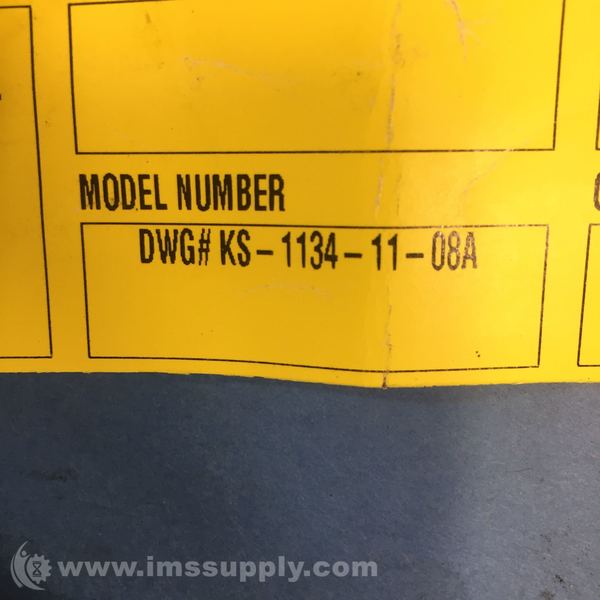 MODEL NUMBER
DWG# KS-1134-11-08A
www.imssupply.com